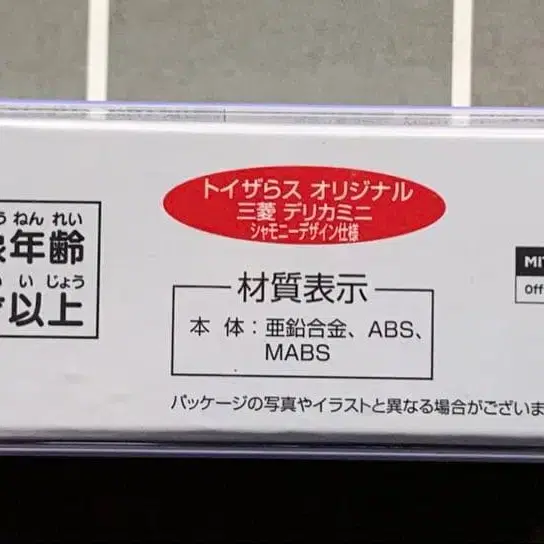 トイザらス オリジナル
三菱 デリカミニ
シャモニーデザイン仕様
う ねん れい
年齢
い じょう
以上
材質表示
本 体：亜鉛合金、ABS、
MABS
パッケージの写真やイラストと異なる場合がございま
MI
Off